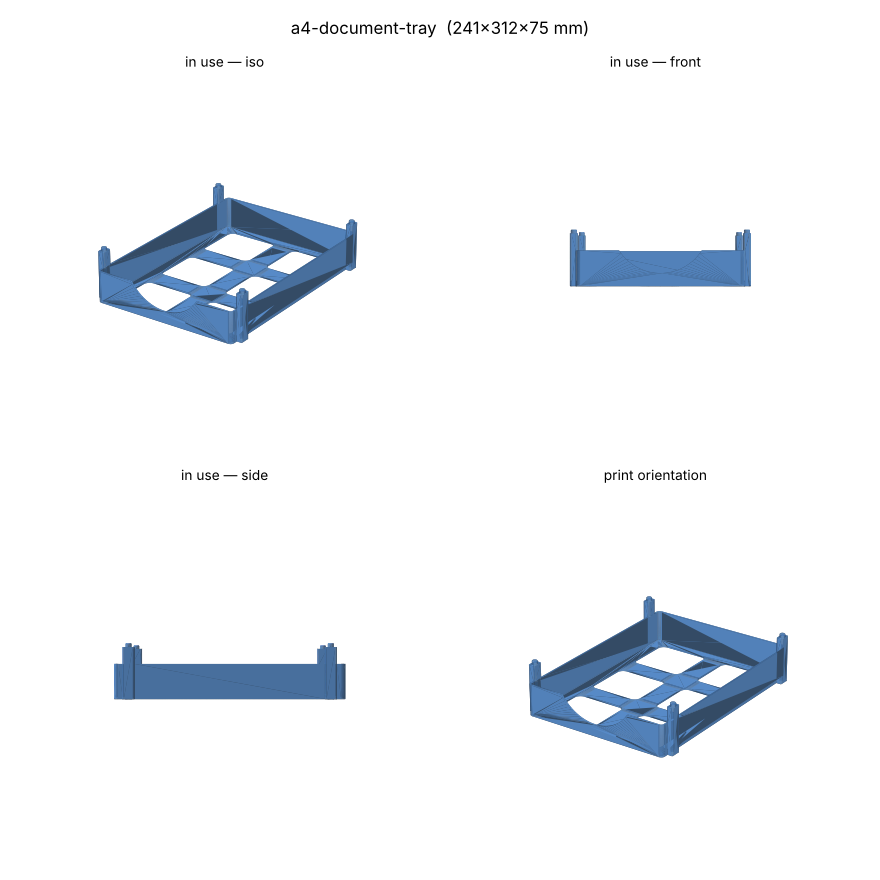 a4-document-tray (241×312×75 mm)
in use — iso
in use — front
in use — side
print orientation